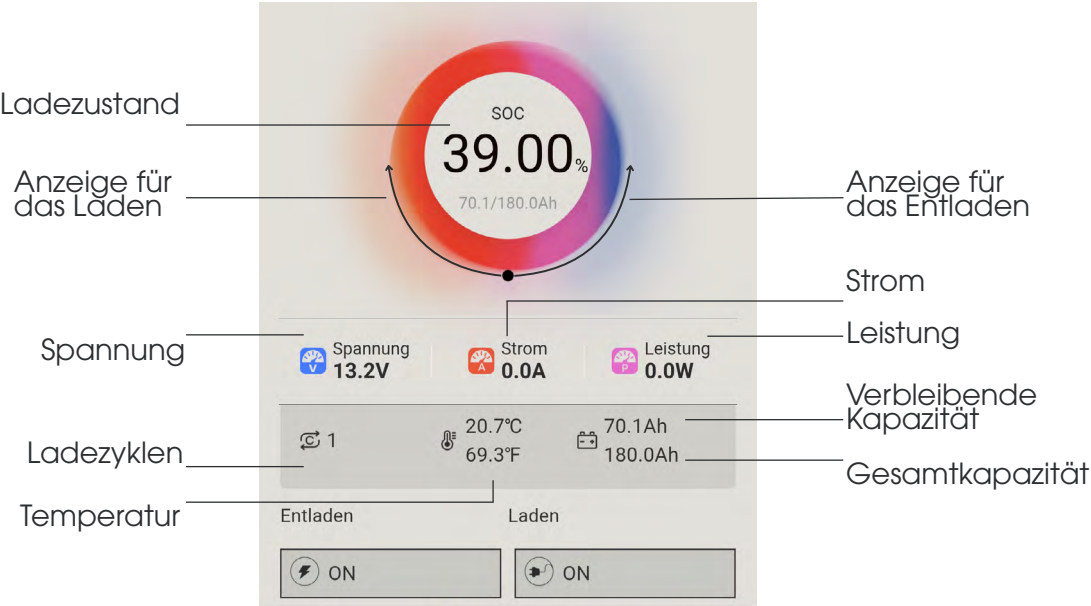 Ladezustand
SOC
39.00%
70.1/180.0Ah
Anzeige für
das Laden
Anzeige für
das Entladen
Strom
Leistung
Spannung
V
Spannung
13.2V
A
Strom
0.0A
P
Leistung
0.0W
Verbleibende
Kapazität
C 1
20.7℃
69.3°F
70.1Ah
180.0Ah
Ladezyklen
Gesamtkapazität
Temperatur
Entladen
Laden
ON
ON